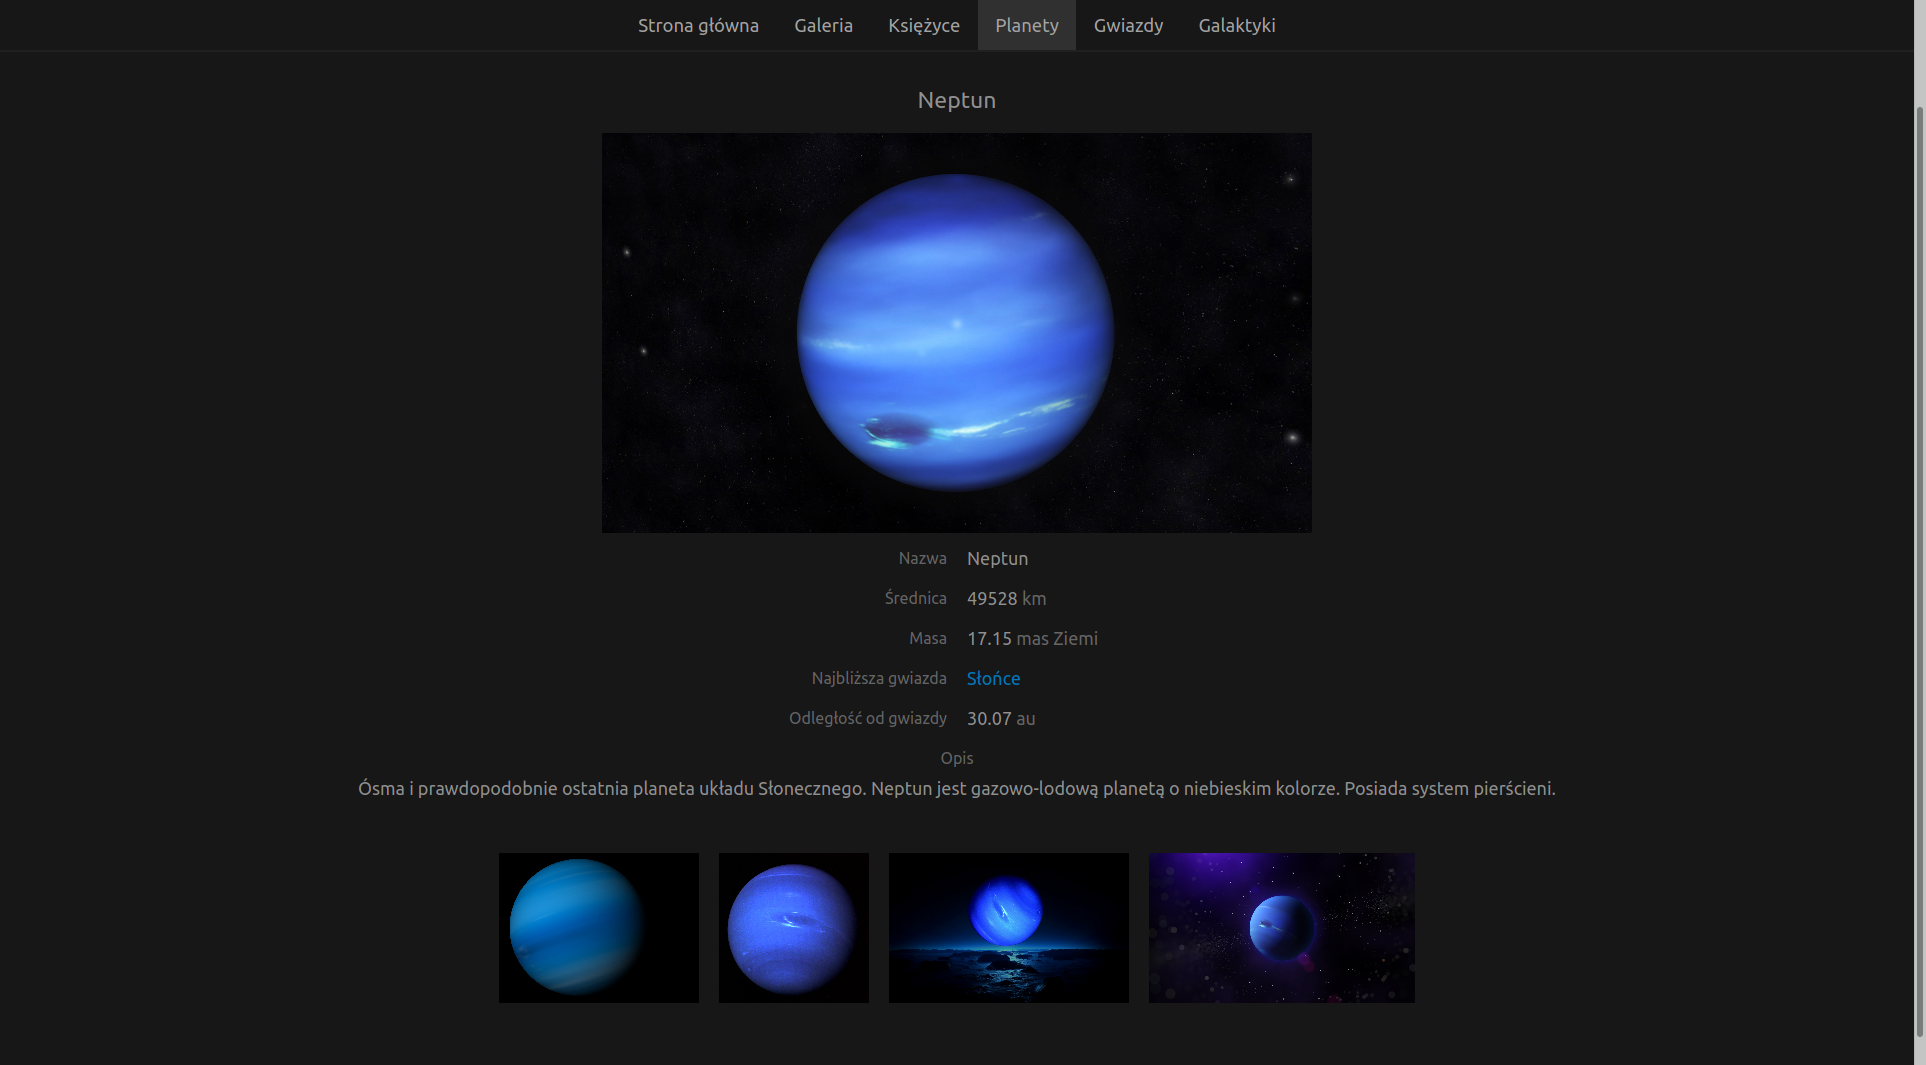 Strona główna Galeria Księżyce Planety Gwiazdy Galaktyki
Neptun
Nazwa Neptun
Średnica 49528 km
Masa 17.15 mas Ziemi
Najbliższa gwiazda Słońce
Odległość od gwiazdy 30.07 au
Opis
Ósma i prawdopodobnie ostatnia planeta układu Słonecznego. Neptun jest gazowo-lodową planetą o niebieskim kolorze. Posiada system pierścieni.